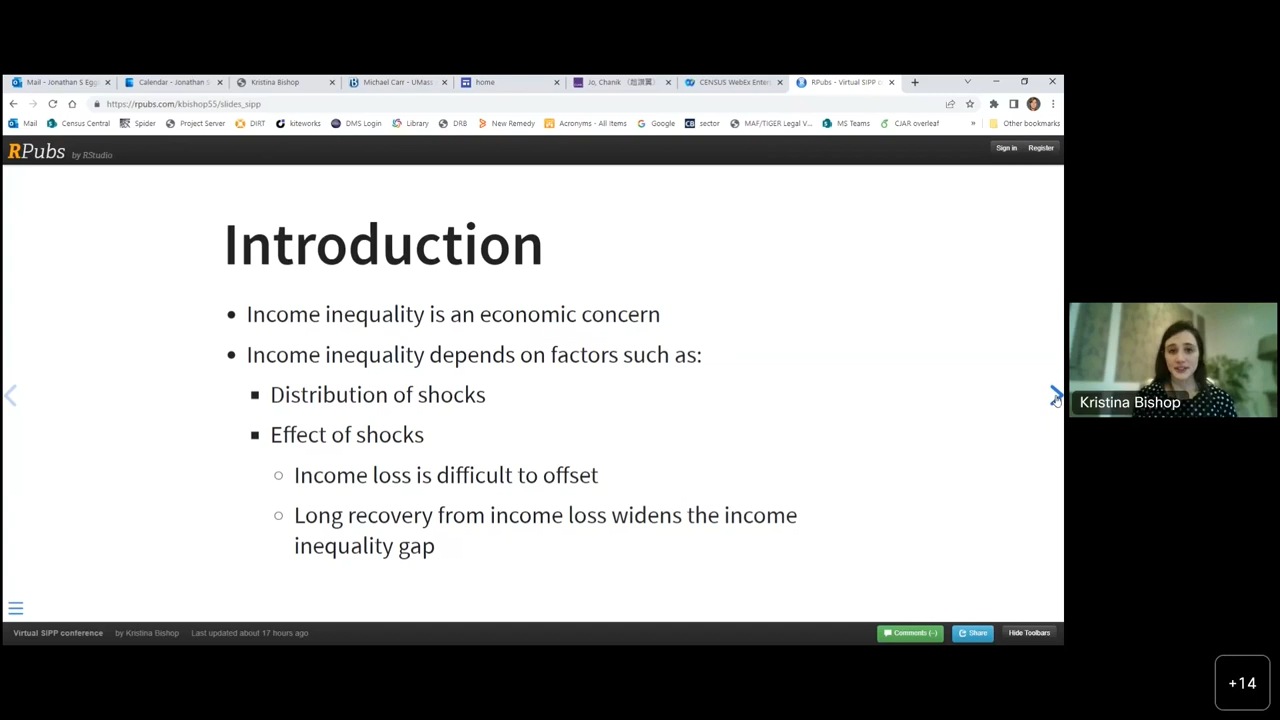 Mail - Jonathan S Egg
Calendar - Jonathan S
Kristina Bishop
Michael Carr - UMass
home
Jo, Chanik
CENSUS WebEx Enter
RPubs - Virtual SIPP c
https://rpubs.com/kbishop55/slides_sipp
Mail
Census Central
Spider
Project Server
DIRT
kiteworks
DMS Login
Library
DRB
New Remedy
Acronyms - All Items
Google
sector
MAF/TIGER Legal V...
MS Teams
CJAR overleaf
»
Other bookmarks
RPubs by RStudio
Sign in
Register
Introduction
• Income inequality is an economic concern
• Income inequality depends on factors such as:
▪ Distribution of shocks
▪ Effect of shocks
○ Income loss is difficult to offset
○ Long recovery from income loss widens the income
inequality gap
Kristina Bishop
Virtual SIPP conference
by Kristina Bishop
Last updated about 17 hours ago
Comments (-)
Share
Hide Toolbars
+14